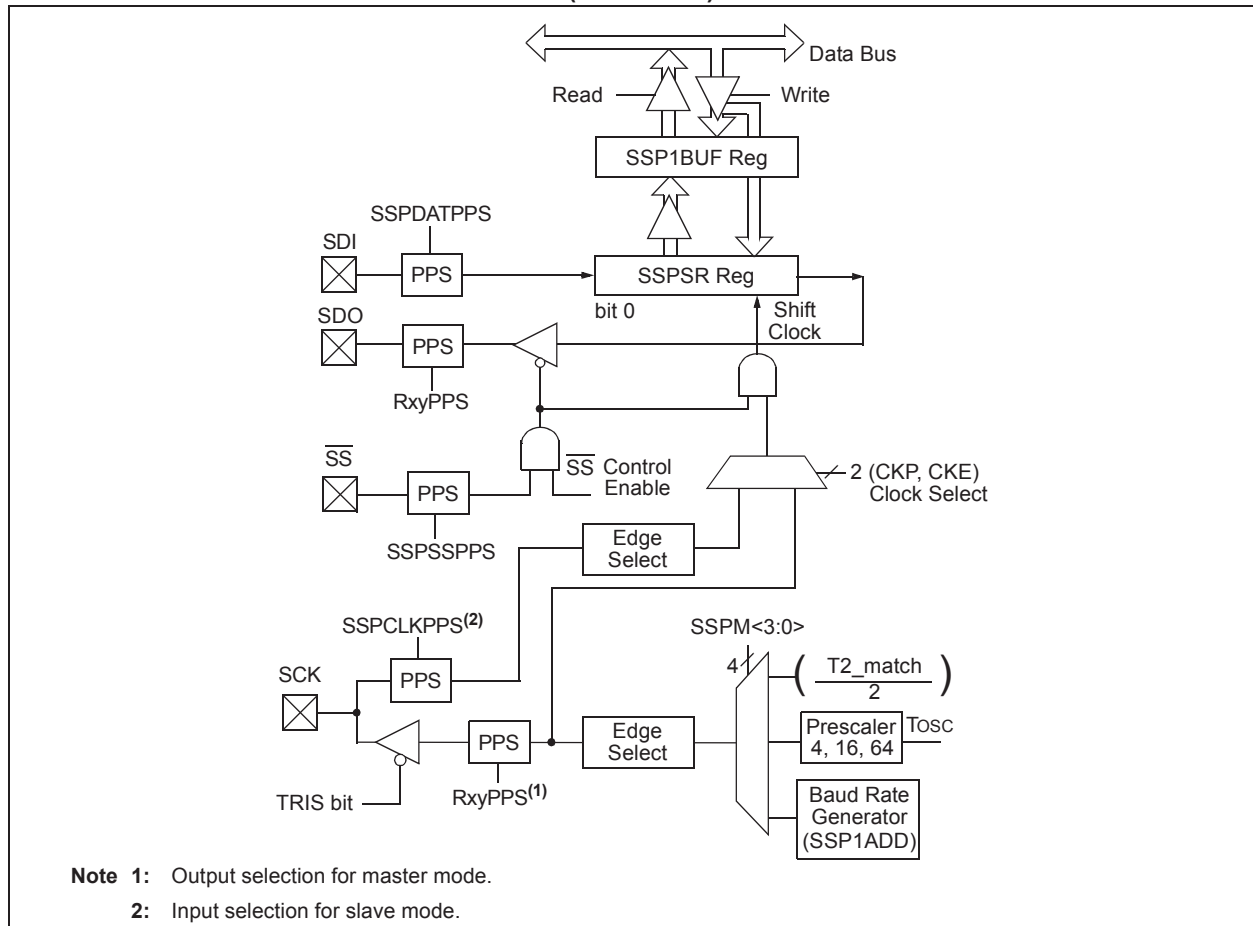 Data Bus
Read
Write
SSP1BUF Reg
SSPDATPPS
SDI
PPS
SSPSR Reg
bit 0
Shift
Clock
SDO
PPS
RxyPPS
SS
PPS
SSPSSPPS
SS Control
Enable
2 (CKP, CKE)
Clock Select
Edge
Select
SSPCLKPPS(2)
SCK
PPS
SSPM<3:0>
4
( T2_match
2 )
Prescaler
4, 16, 64
TOSC
Edge
Select
PPS
RxyPPS(1)
TRIS bit
Baud Rate
Generator
(SSP1ADD)
Note 1: Output selection for master mode.
2: Input selection for slave mode.